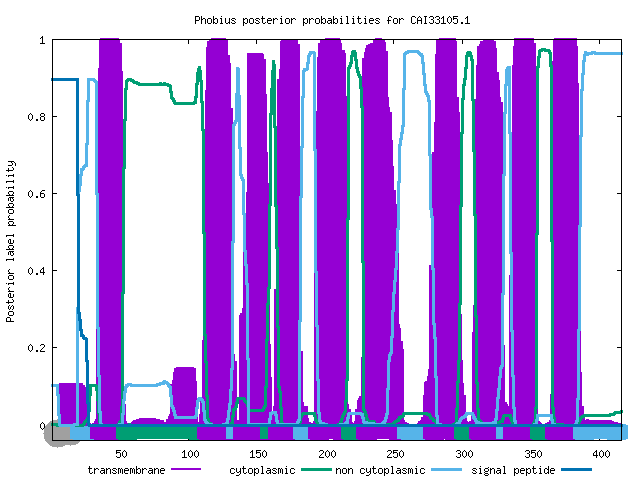 Phobius posterior probabilities for CAI33105.1
Posterior label probability
1
0.8
0.6
0.4
0.2
0
50 100 150 200 250 300 350 400
transmembrane cytoplasmic non cytoplasmic signal peptide